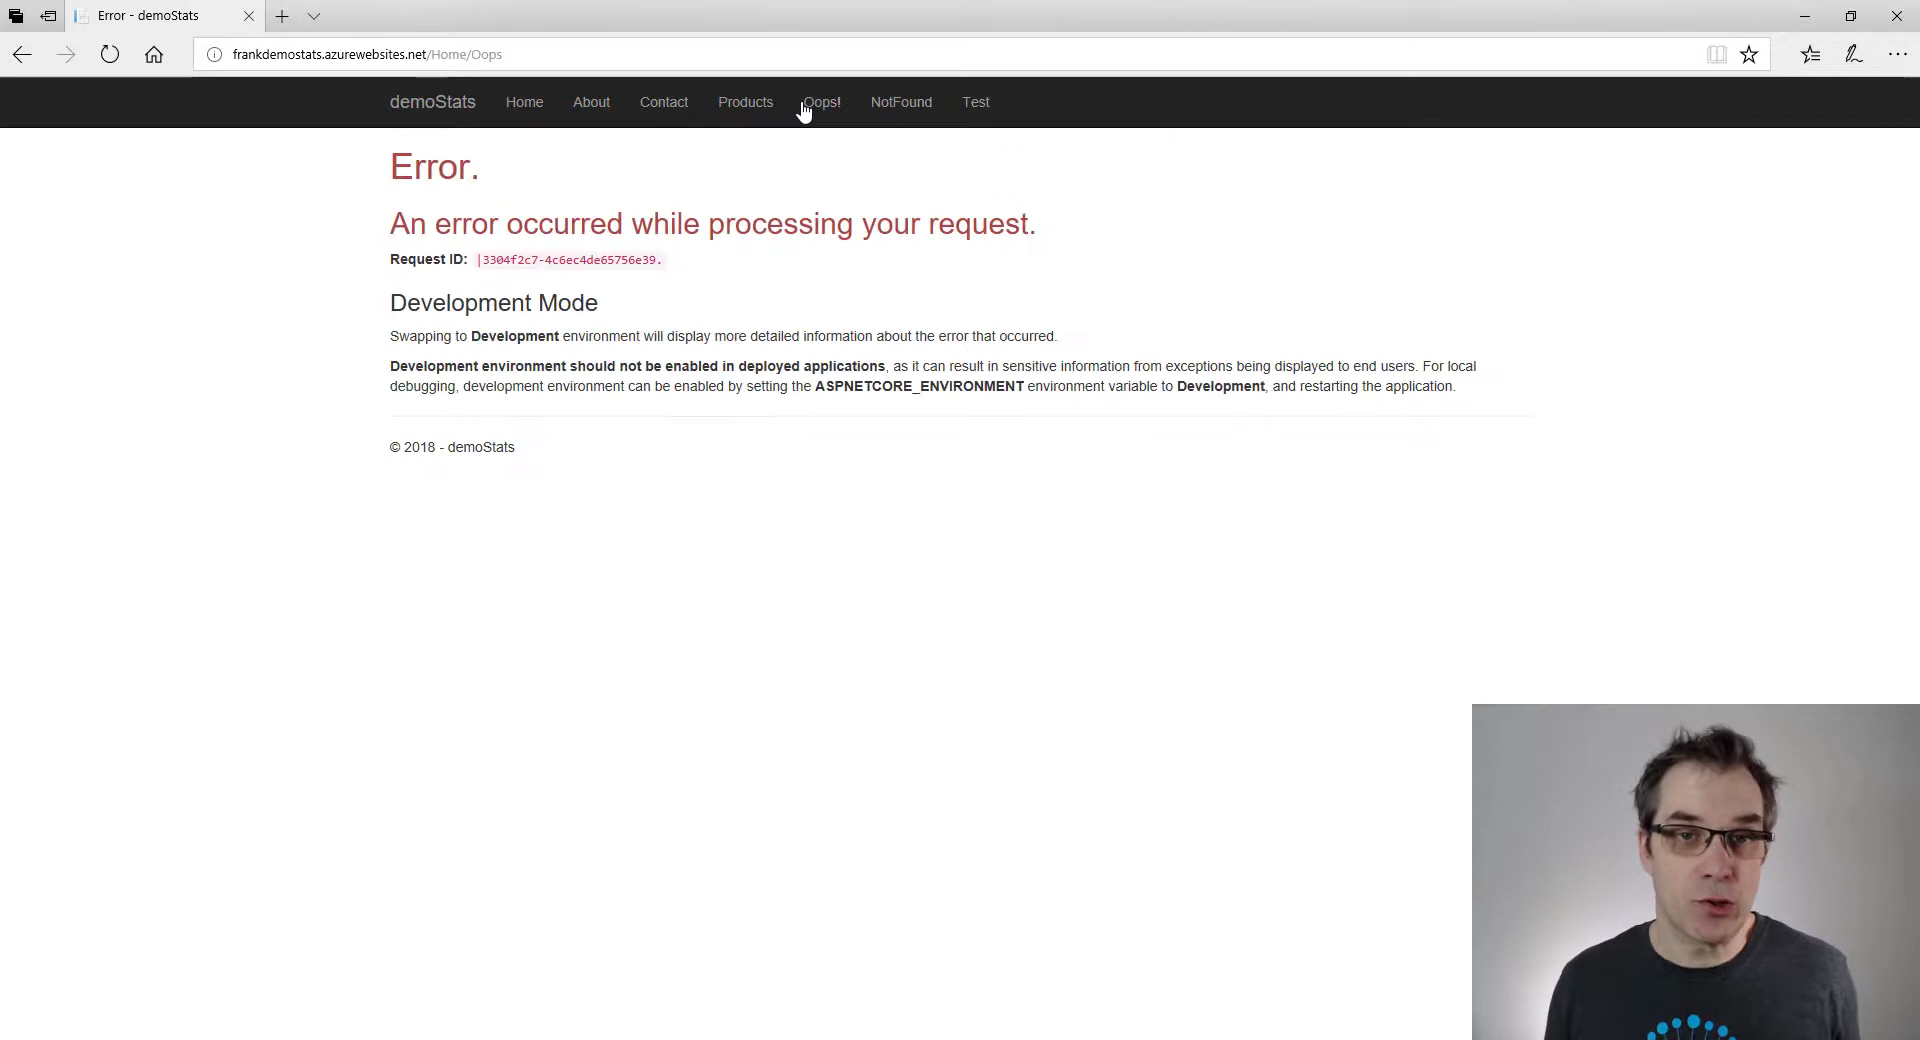 Error - demoStats
frankdemostats.azurewebsites.net/Home/Oops
demoStats Home About Contact Products Oops! NotFound Test
Error.
An error occurred while processing your request.
Request ID: |3304f2c7-4c6ec4de65756e39.
Development Mode
Swapping to Development environment will display more detailed information about the error that occurred.
Development environment should not be enabled in deployed applications, as it can result in sensitive information from exceptions being displayed to end users. For local
debugging, development environment can be enabled by setting the ASPNETCORE_ENVIRONMENT environment variable to Development, and restarting the application.
© 2018 - demoStats